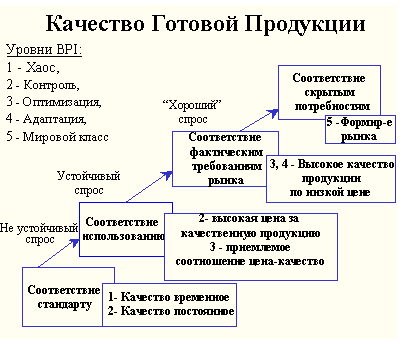 Качество Готовой Продукции
Уровни BPI:
1 - Хаос,
2 - Контроль,
3 - Оптимизация,
4 - Адаптация,
5 - Мировой класс
Соответствие
скрытым
потребностям
5 -Формир-е
рынка
“Хороший”
спрос
Соответствие
фактическим
требованиям
рынка
3, 4 - Высокое качество
продукции
по низкой цене
Устойчивый
спрос
Соответствие
использованию
2- высокая цена за
качественную продукцию
3 - приемлемое
соотношение цена-качество
Не устойчивый
спрос
Соответствие
стандарту
1- Качество временное
2- Качество постоянное